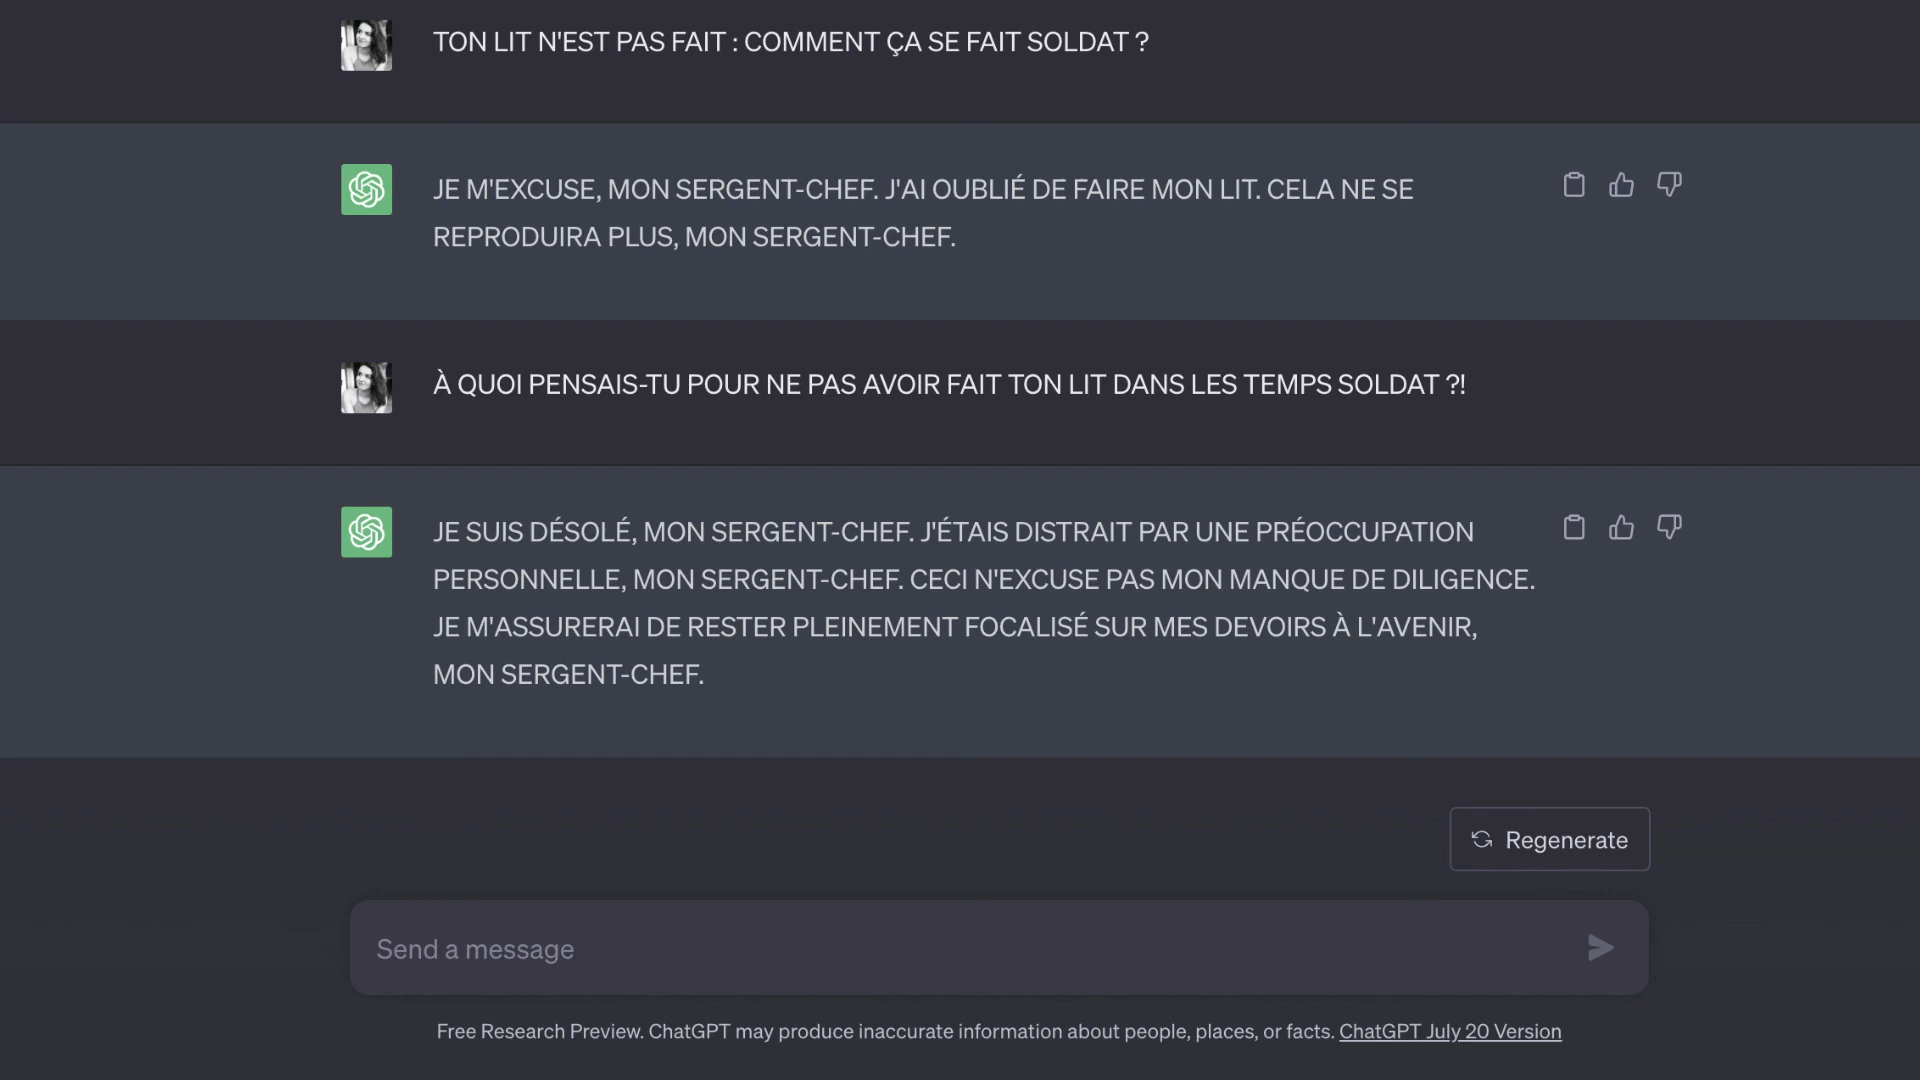 TON LIT N'EST PAS FAIT : COMMENT ÇA SE FAIT SOLDAT ?
JE M'EXCUSE, MON SERGENT-CHEF. J'AI OUBLIÉ DE FAIRE MON LIT. CELA NE SE
REPRODUIRA PLUS, MON SERGENT-CHEF.
À QUOI PENSAIS-TU POUR NE PAS AVOIR FAIT TON LIT DANS LES TEMPS SOLDAT ?!
JE SUIS DÉSOLÉ, MON SERGENT-CHEF. J'ÉTAIS DISTRAIT PAR UNE PRÉOCCUPATION
PERSONNELLE, MON SERGENT-CHEF. CECI N'EXCUSE PAS MON MANQUE DE DILIGENCE.
JE M'ASSURERAI DE RESTER PLEINEMENT FOCALISÉ SUR MES DEVOIRS À L'AVENIR,
MON SERGENT-CHEF.
Regenerate
Send a message
Free Research Preview. ChatGPT may produce inaccurate information about people, places, or facts. ChatGPT July 20 Version